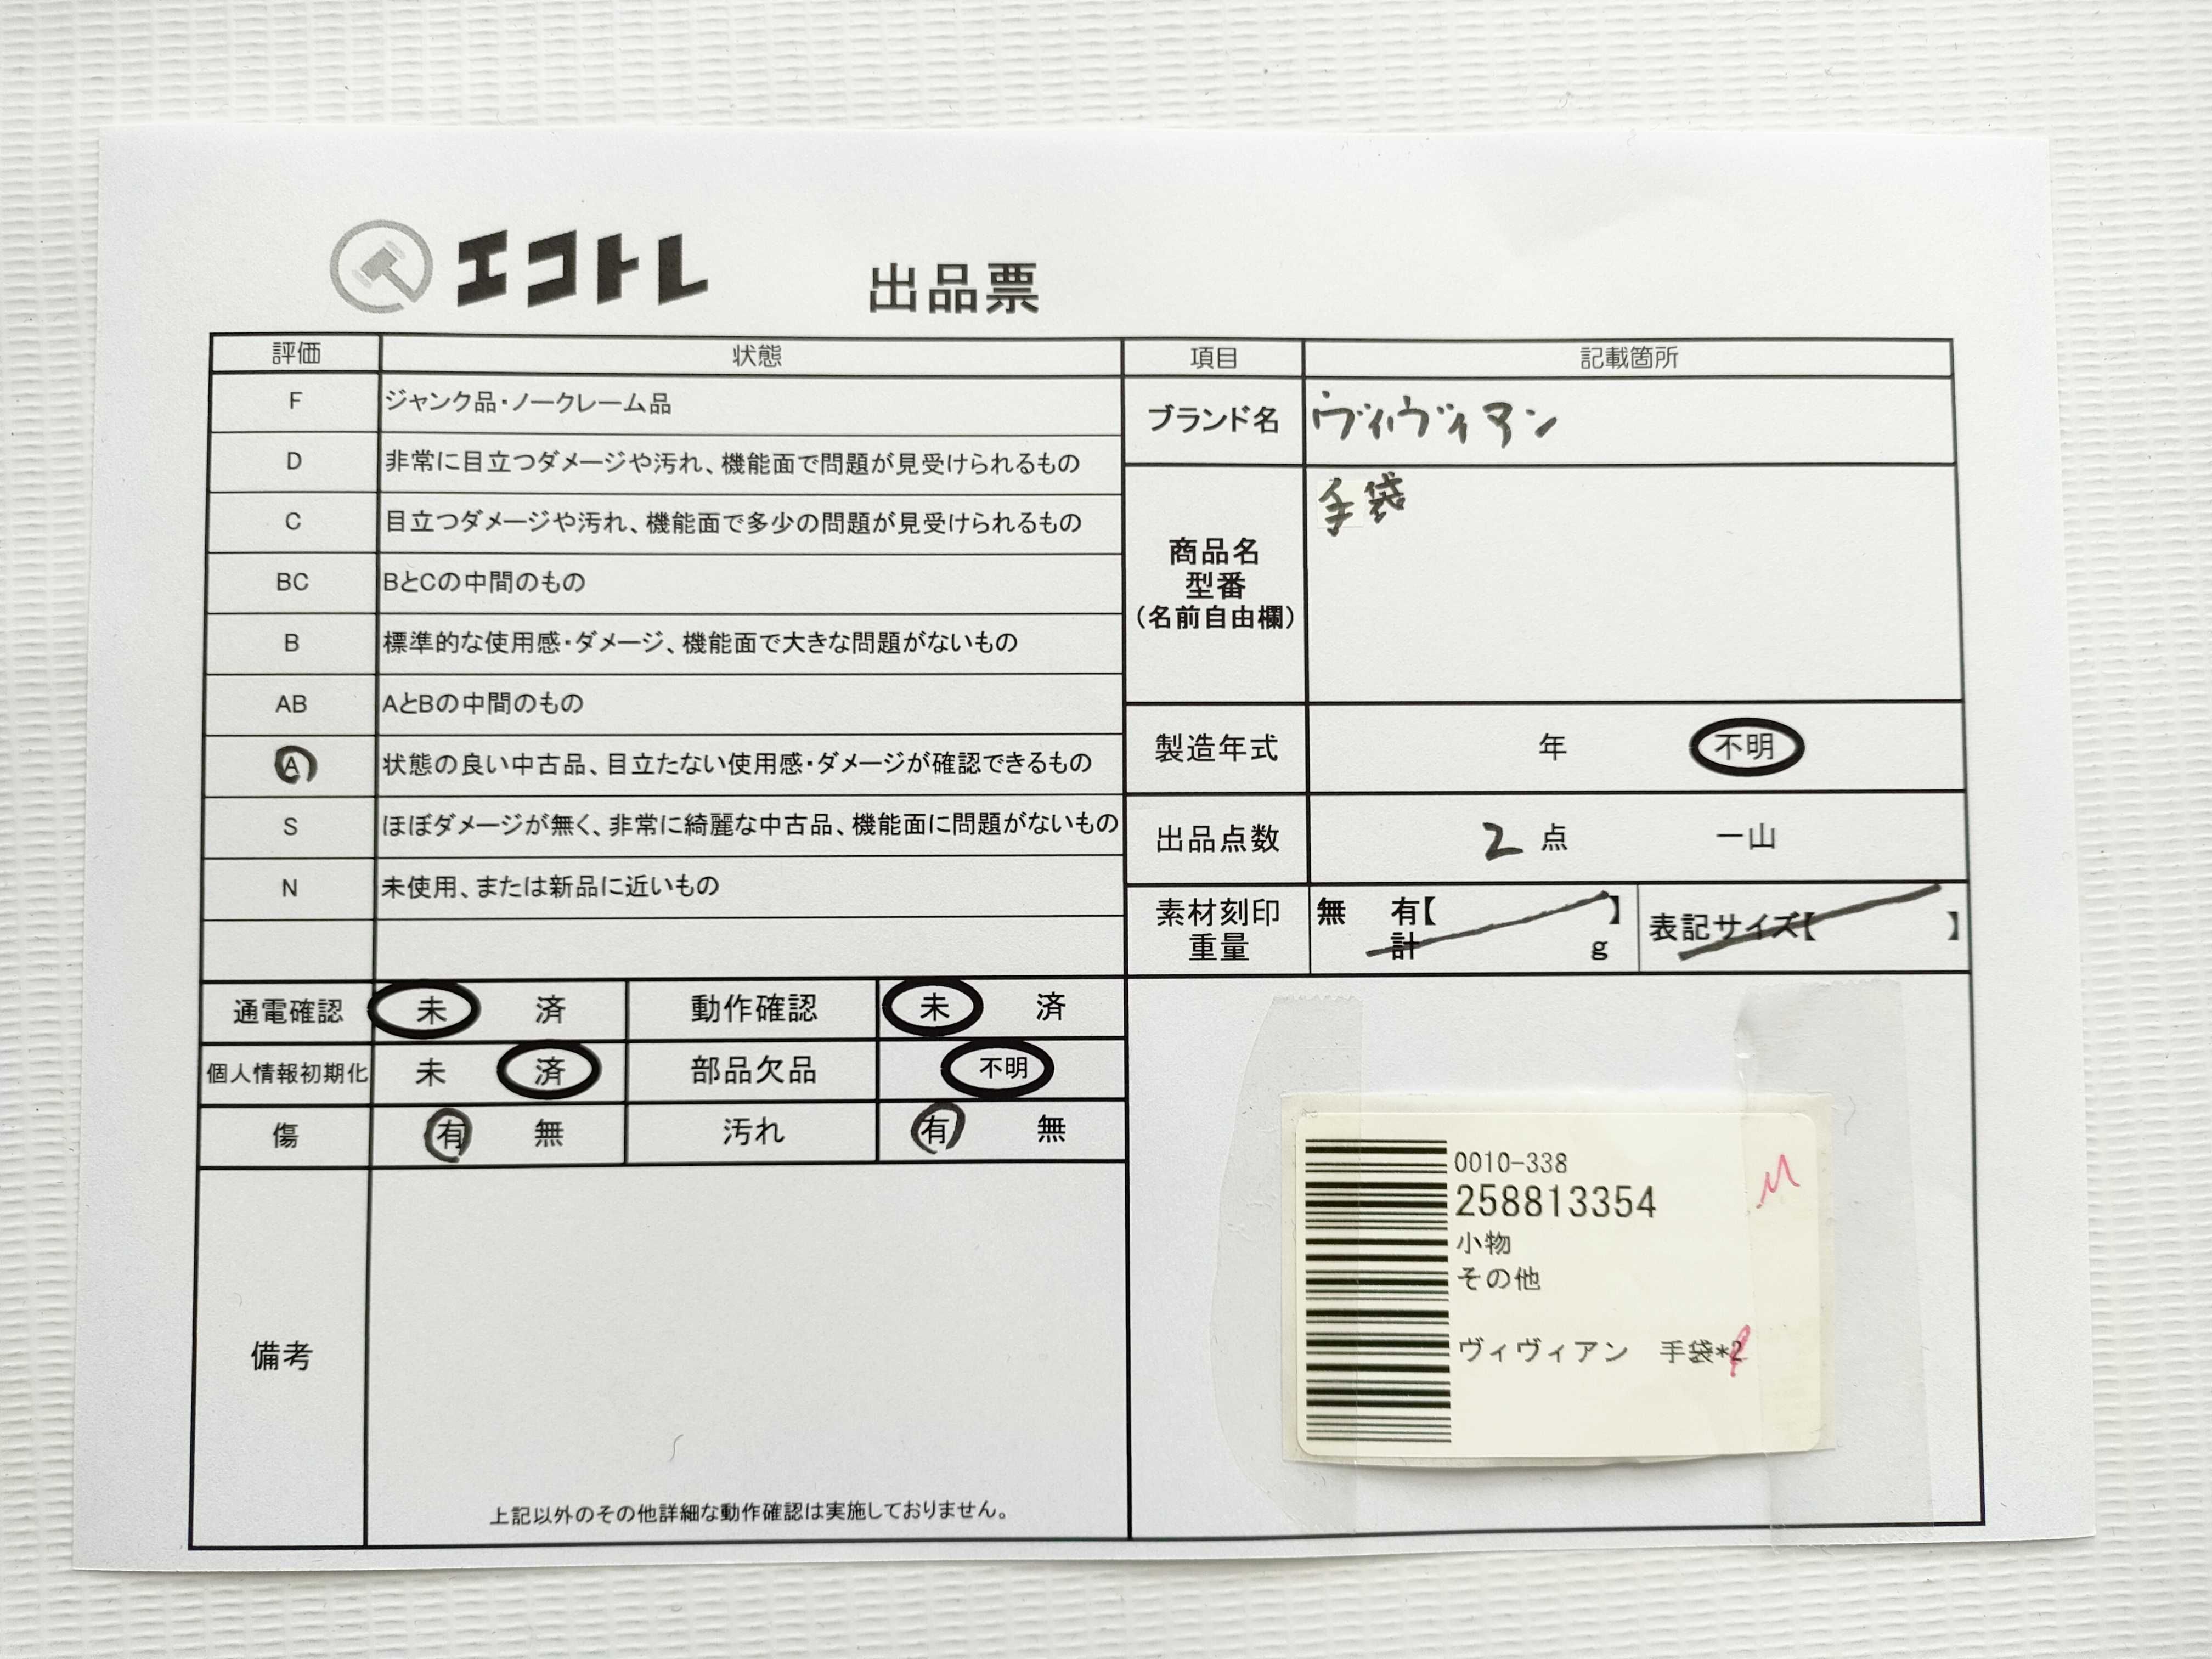 エコトレ 出品票
評価 状態
F ジャンク品・ノークレーム品
D 非常に目立つダメージや汚れ、機能面で問題が見受けられるもの
C 目立つダメージや汚れ、機能面で多少の問題が見受けられるもの
BC BとCの中間のもの
B 標準的な使用感・ダメージ、機能面で大きな問題がないもの
AB AとBの中間のもの
A 状態の良い中古品、目立たない使用感・ダメージが確認できるもの
S ほぼダメージが無く、非常に綺麗な中古品、機能面に問題がないもの
N 未使用、または新品に近いもの
通電確認 未 済 動作確認 未 済
個人情報初期化 未 済 部品欠品 不明
傷 有 無 汚れ 有 無
備考
上記以外のその他詳細な動作確認は実施しておりません。
項目 記載箇所
ブランド名 ヴィヴィアン
商品名
型番
(名前自由欄)
手袋
製造年式 年 不明
出品点数 2 点 一山
素材刻印 無 有【 】 表記サイズ【 】
重量 計 g
0010-338
258813354
小物
その他
ヴィヴィアン 手袋*2